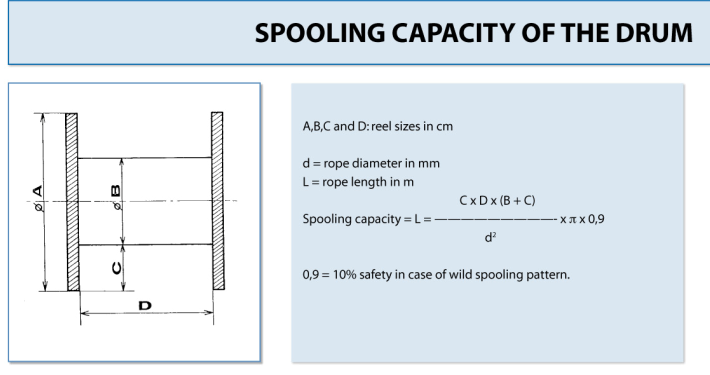 SPOOLING CAPACITY OF THE DRUM
ø A
ø B
C
D
A,B,C and D: reel sizes in cm
d = rope diameter in mm
L = rope length in m
C x D x (B + C)
Spooling capacity = L = —————————- x π x 0,9
d²
0,9 = 10% safety in case of wild spooling pattern.